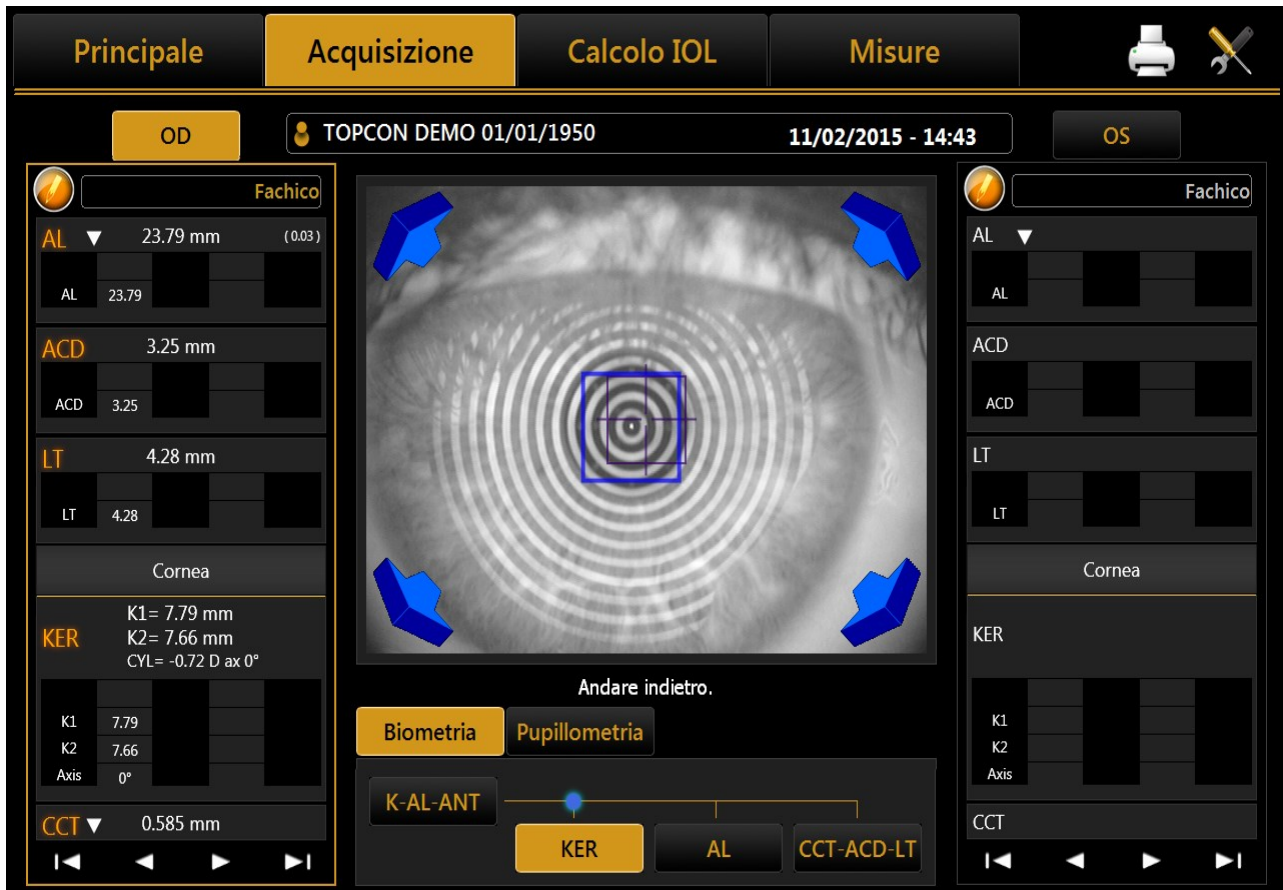 Principale Acquisizione Calcolo IOL Misure
OD TOPCON DEMO 01/01/1950 11/02/2015 - 14:43 OS
Fachico
AL 23.79 mm (0.03)
AL 23.79
ACD 3.25 mm
ACD 3.25
LT 4.28 mm
LT 4.28
Cornea
KER
K1= 7.79 mm
K2= 7.66 mm
CYL= -0.72 D ax 0°
K1 7.79
K2 7.66
Axis 0°
CCT 0.585 mm
Andare indietro.
Biometria Pupillometria
K-AL-ANT
KER AL CCT-ACD-LT
Fachico
AL
AL
ACD
ACD
LT
LT
Cornea
KER
K1
K2
Axis
CCT